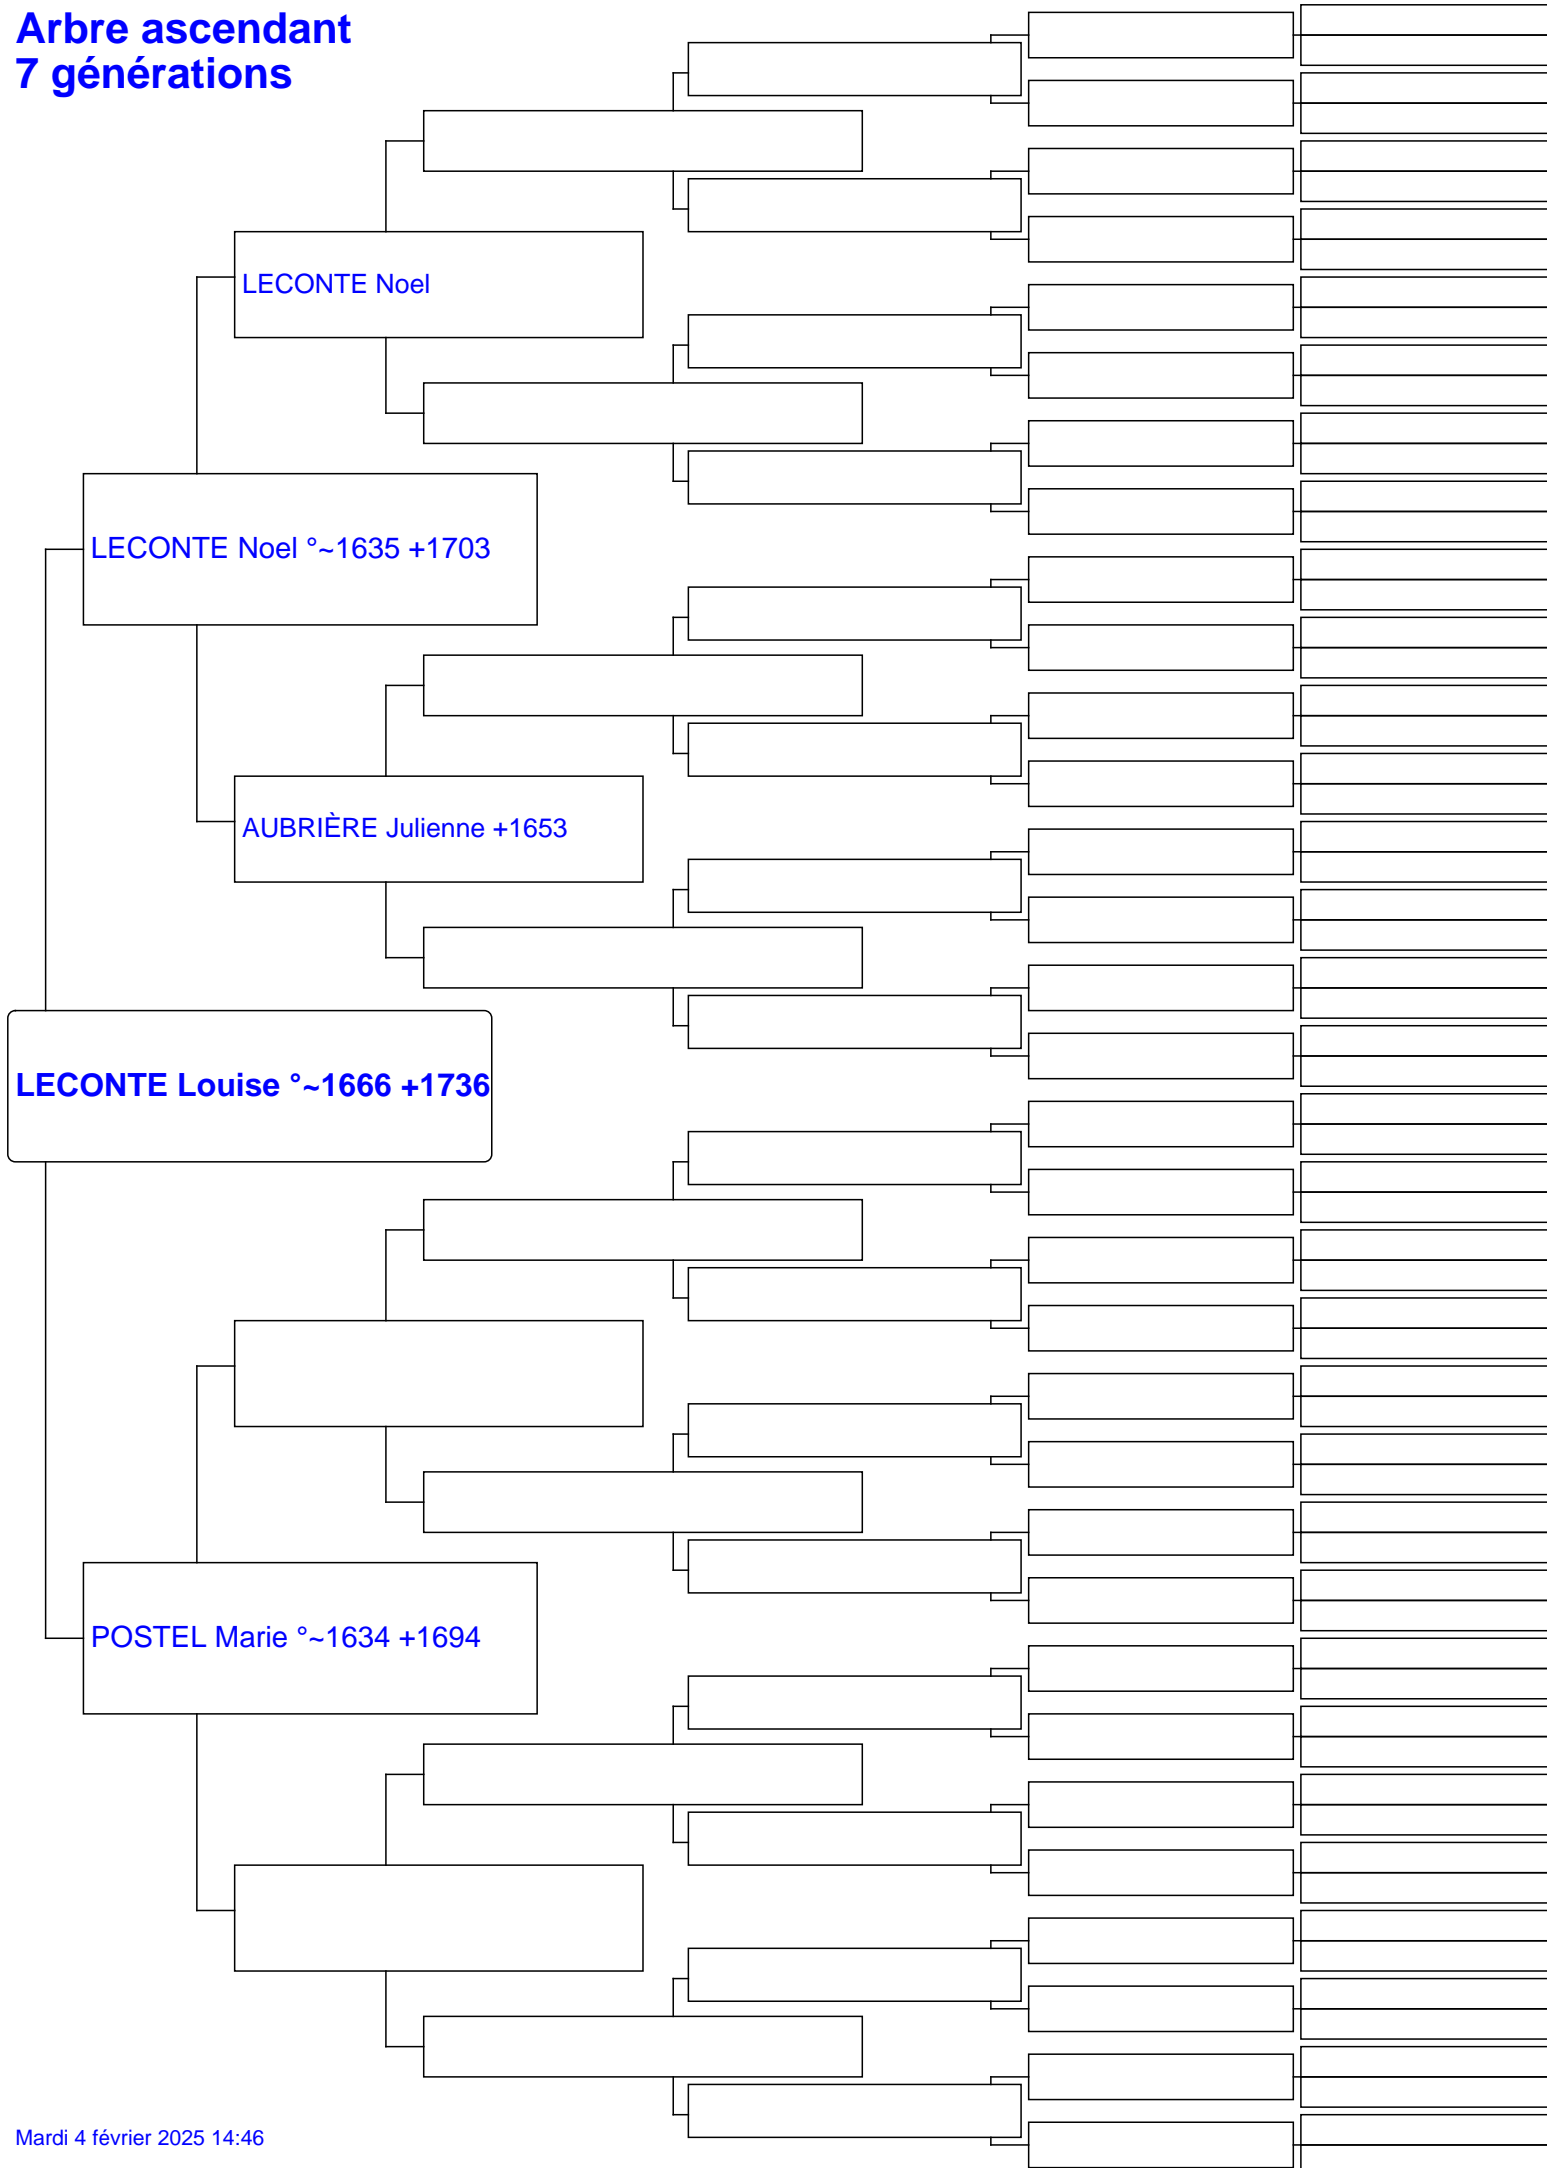 Arbre ascendant
7 générations
LECONTE Noel
LECONTE Noel °~1635 +1703
AUBRIÈRE Julienne +1653
LECONTE Louise °~1666 +1736
POSTEL Marie °~1634 +1694
Mardi 4 février 2025 14:46